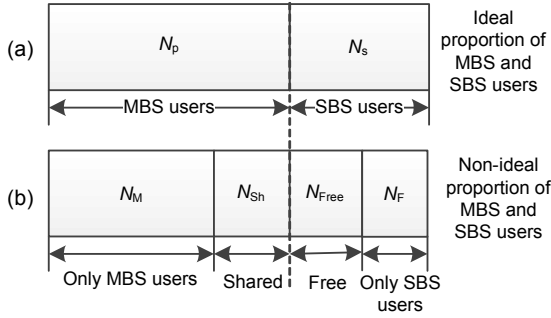 (a)
Np
Ns
Ideal
proportion of
MBS and
SBS users
MBS users
SBS users
(b)
NM
NSh
NFree
NF
Non-ideal
proportion of
MBS and
SBS users
Only MBS users
Shared
Free
Only SBS
users